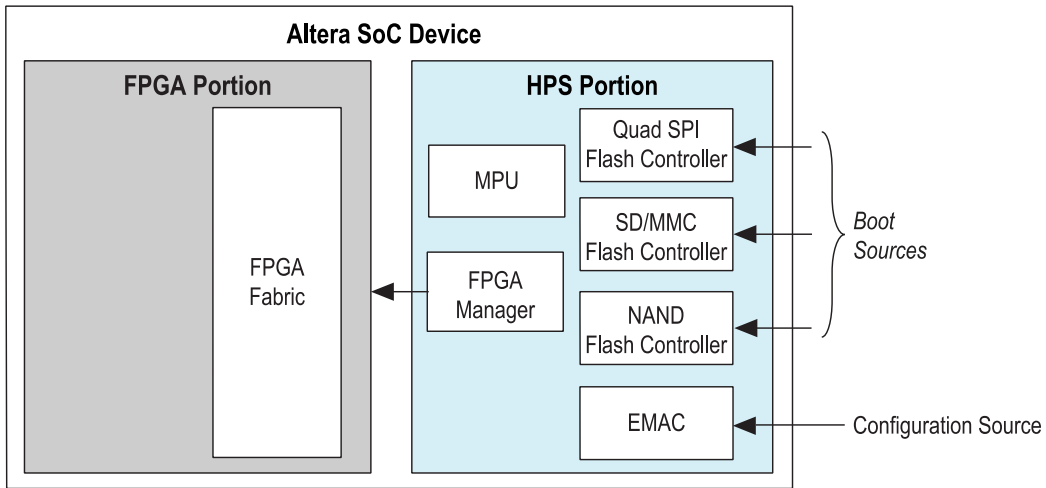 Altera SoC Device
FPGA Portion
HPS Portion
Quad SPI
Flash Controller
MPU
SD/MMC
Flash Controller
Boot
Sources
FPGA
Fabric
FPGA
Manager
NAND
Flash Controller
EMAC
Configuration Source